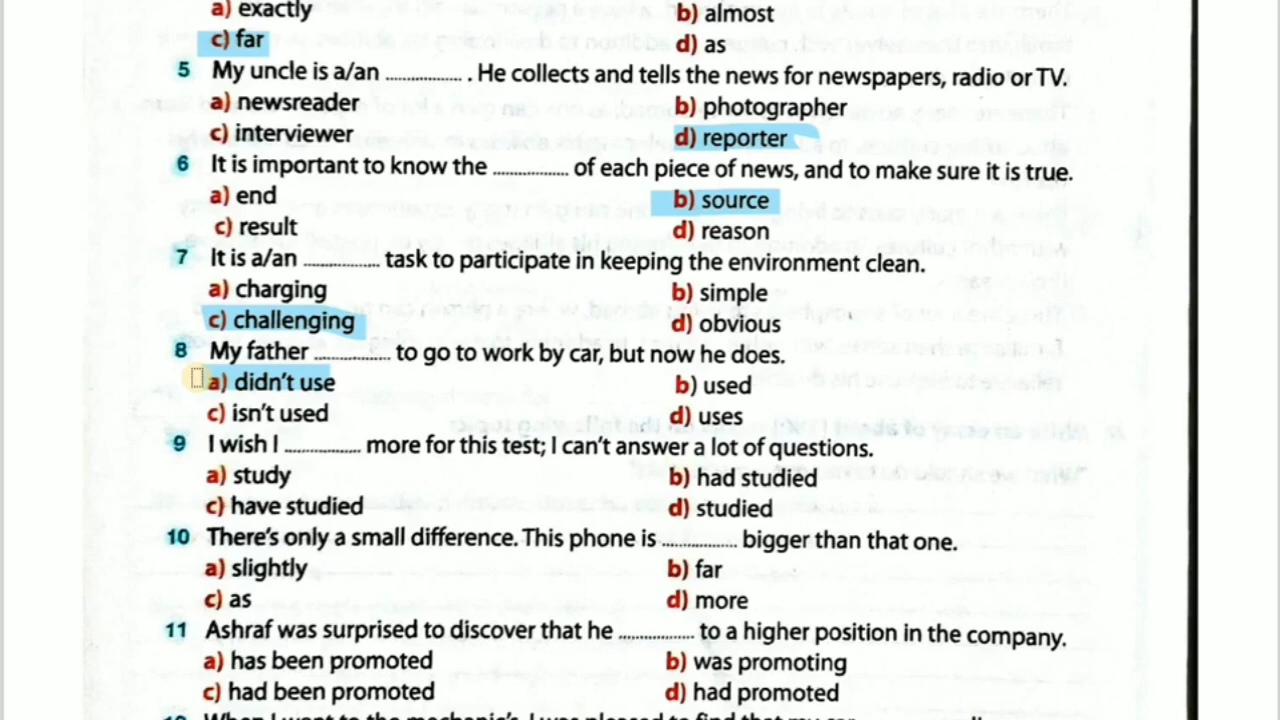 a) exactly b) almost
c) far d) as
5 My uncle is a/an .............. . He collects and tells the news for newspapers, radio or TV.
a) newsreader b) photographer
c) interviewer d) reporter
6 It is important to know the .............. of each piece of news, and to make sure it is true.
a) end b) source
c) result d) reason
7 It is a/an .............. task to participate in keeping the environment clean.
a) charging b) simple
c) challenging d) obvious
8 My father .............. to go to work by car, but now he does.
a) didn't use b) used
c) isn't used d) uses
9 I wish I .............. more for this test; I can't answer a lot of questions.
a) study b) had studied
c) have studied d) studied
10 There's only a small difference. This phone is .............. bigger than that one.
a) slightly b) far
c) as d) more
11 Ashraf was surprised to discover that he .............. to a higher position in the company.
a) has been promoted b) was promoting
c) had been promoted d) had promoted